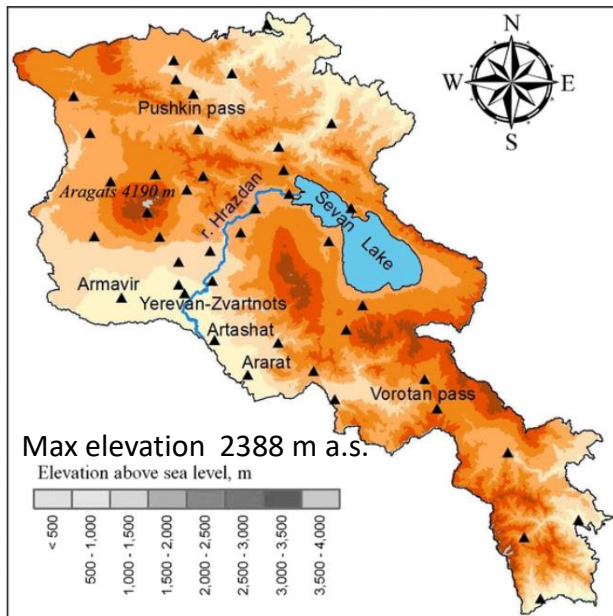 N
W E
S
Pushkin pass
Aragats 4190 m
r. Hrazdan
Sevan
Lake
Armavir
Yerevan-Zvartnots
Artashat
Ararat
Vorotan pass
Max elevation 2388 m a.s.
Elevation above sea level, m
< 500
500 - 1,000
1,000 - 1,500
1,500 - 2,000
2,000 - 2,500
2,500 - 3,000
3,000 - 3,500
3,500 - 4,000